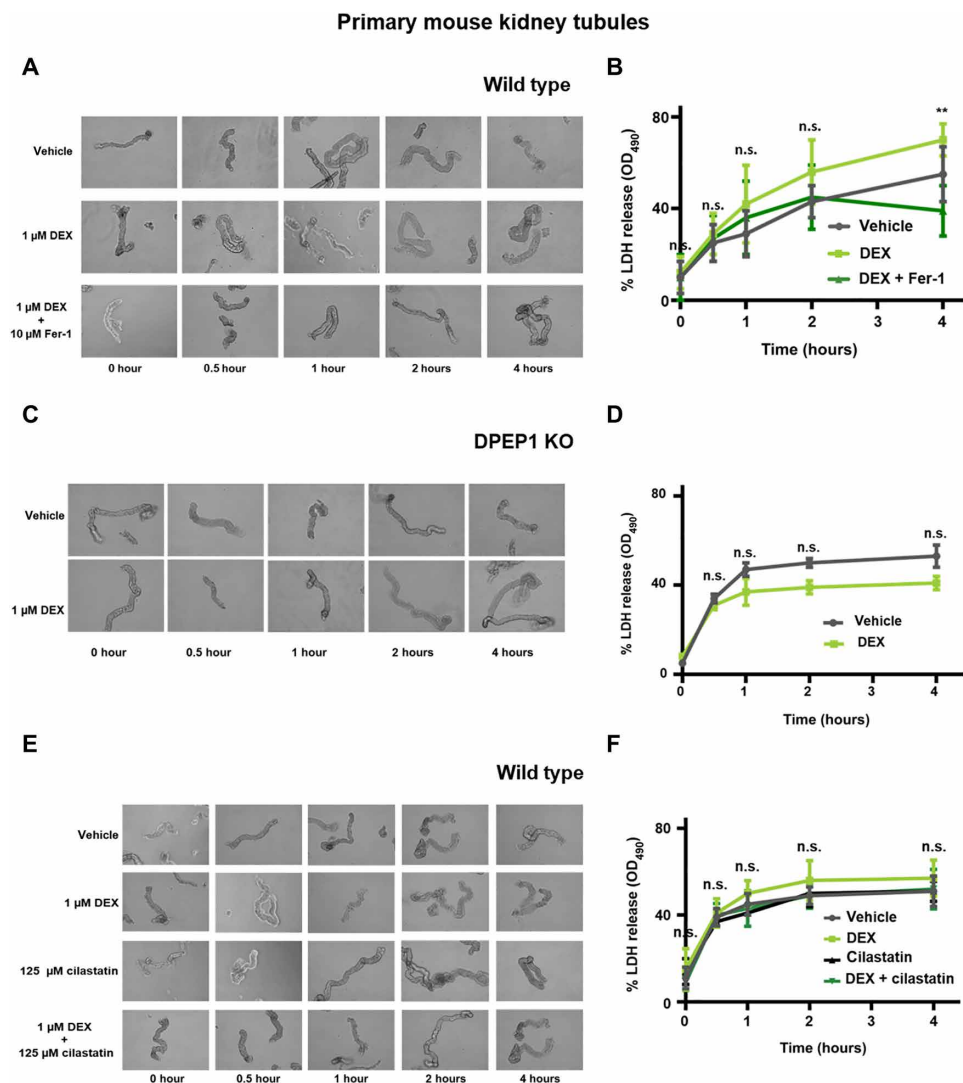 Primary mouse kidney tubules
A
Wild type
Vehicle
1 µM DEX
1 µM DEX
+
10 µM Fer-1
0 hour
0.5 hour
1 hour
2 hours
4 hours
B
% LDH release (OD490)
80
40
0
n.s.
n.s.
n.s.
n.s.
**
Vehicle
DEX
DEX + Fer-1
0
1
2
3
4
Time (hours)
C
DPEP1 KO
Vehicle
1 µM DEX
0 hour
0.5 hour
1 hour
2 hours
4 hours
D
% LDH release (OD490)
80
40
0
n.s.
n.s.
n.s.
n.s.
Vehicle
DEX
0
1
2
3
4
Time (hours)
E
Wild type
Vehicle
1 µM DEX
125 µM cilastatin
1 µM DEX
+
125 µM cilastatin
0 hour
0.5 hour
1 hour
2 hours
4 hours
F
% LDH release (OD490)
80
40
0
n.s.
n.s.
n.s.
n.s.
n.s.
Vehicle
DEX
Cilastatin
DEX + cilastatin
0
1
2
3
4
Time (hours)